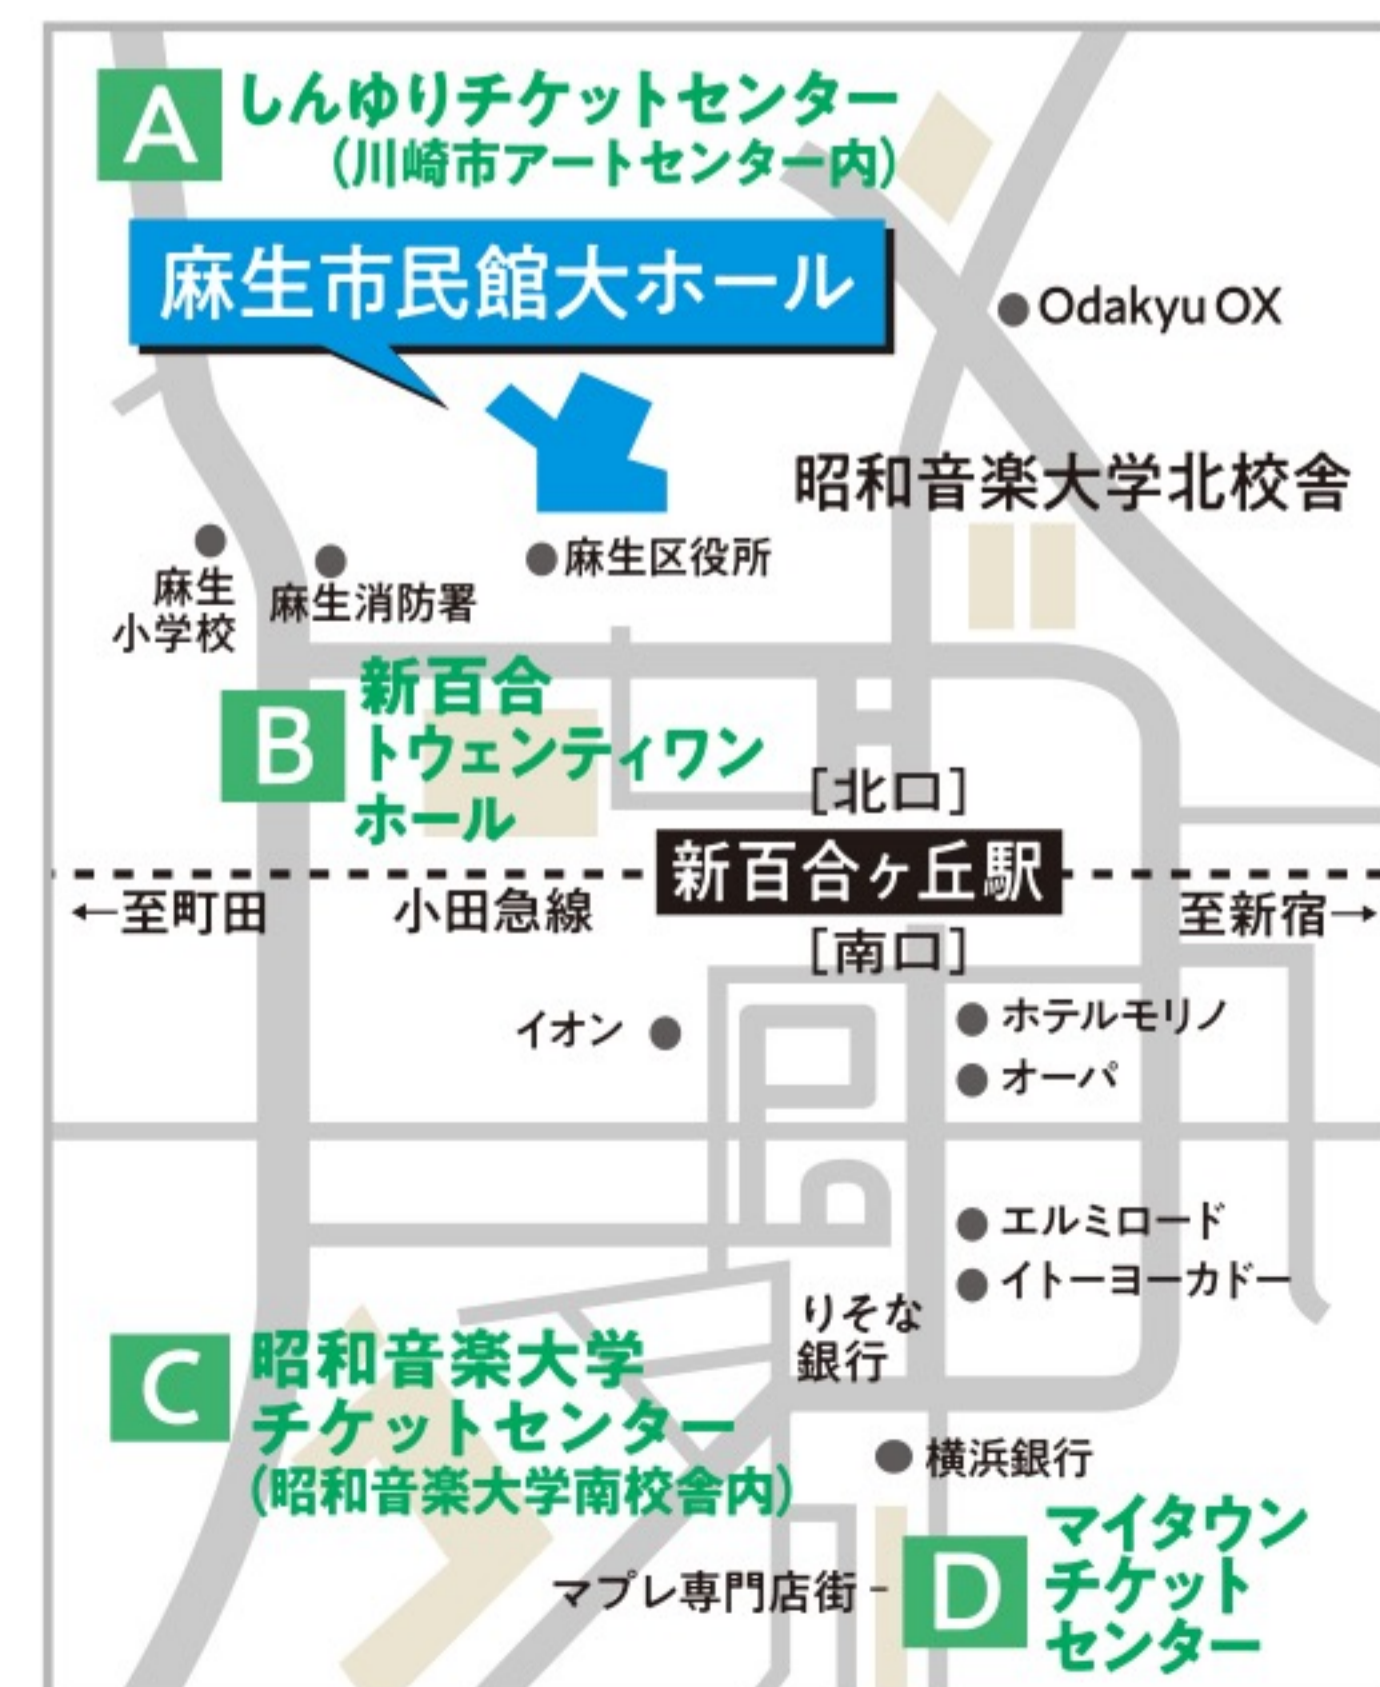 A
しんゆりチケットセンター
(川崎市アートセンター内)
麻生市民館大ホール
Odakyu OX
昭和音楽大学北校舎
麻生
小学校
麻生消防署
麻生区役所
B
新百合
トウェンティワン
ホール
[北口]
新百合ヶ丘駅
←至町田
小田急線
至新宿→
[南口]
イオン
ホテルモリノ
オーパ
エルミロード
イトーヨーカドー
りそな
銀行
C
昭和音楽大学
チケットセンター
(昭和音楽大学南校舎内)
横浜銀行
マプレ専門店街
D
マイタウン
チケット
センター